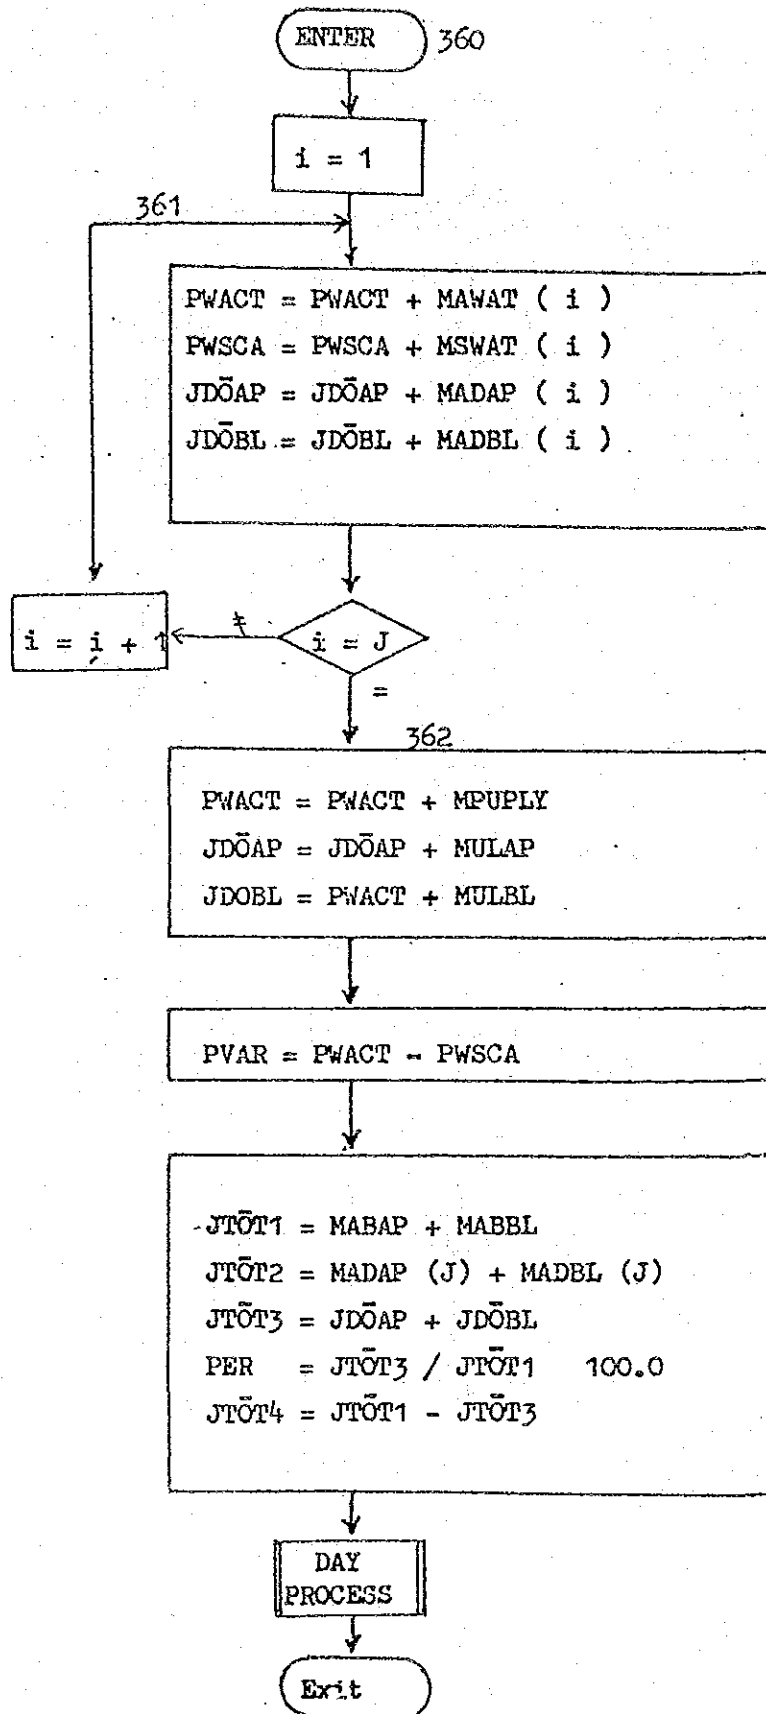 ENTER 360
i = 1
361
PWACT = PWACT + MAWAT ( i )
PWSCA = PWSCA + MSWAT ( i )
JDŌAP = JDŌAP + MADAP ( i )
JDŌBL = JDŌBL + MADBL ( i )
i = i + 1
≠
i = J
=
362
PWACT = PWACT + MPUPLY
JDŌAP = JDŌAP + MULAP
JDOBL = PWACT + MULBL
PVAR = PWACT - PWSCA
JTŌT1 = MABAP + MABBL
JTŌT2 = MADAP (J) + MADBL (J)
JTŌT3 = JDŌAP + JDŌBL
PER = JTŌT3 / JTŌT1 100.0
JTŌT4 = JTŌT1 - JTŌT3
DAY
PROCESS
Exit